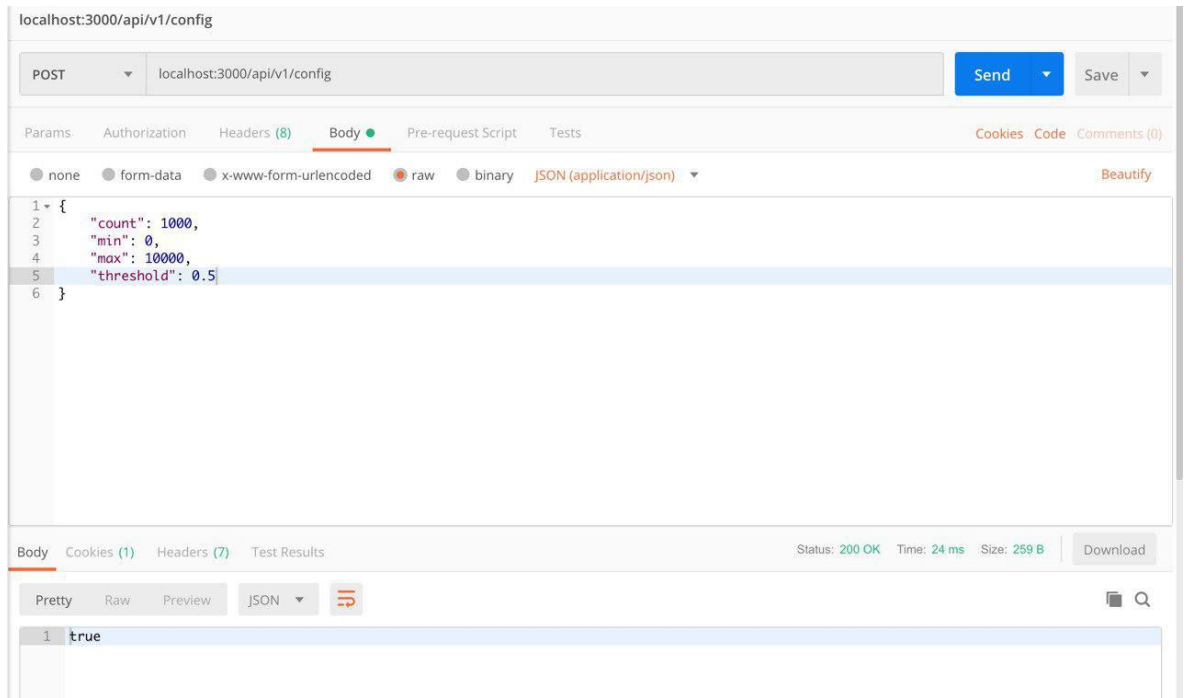 localhost:3000/api/v1/config
POST localhost:3000/api/v1/config Send Save
Params Authorization Headers (8) Body Pre-request Script Tests Cookies Code Comments (0)
none form-data x-www-form-urlencoded raw binary JSON (application/json) Beautify
1 {
2 "count": 1000,
3 "min": 0,
4 "max": 10000,
5 "threshold": 0.5
6 }
Body Cookies (1) Headers (7) Test Results Status: 200 OK Time: 24 ms Size: 259 B Download
Pretty Raw Preview JSON
1 true